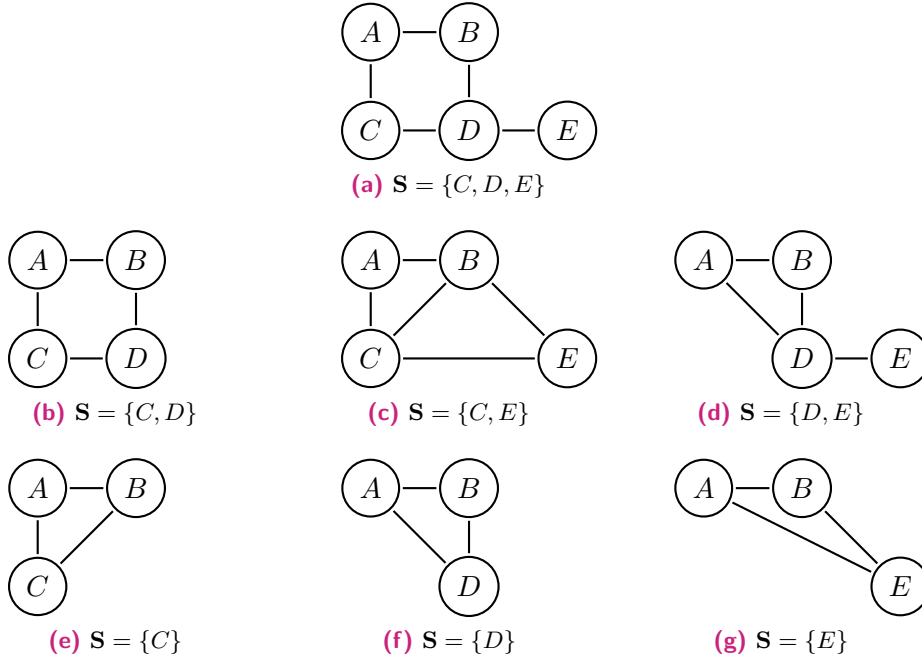 A B
C D E
(a) S = {C, D, E}
A B A B A B
C D C E D E
(b) S = {C, D} (c) S = {C, E} (d) S = {D, E}
A B A B A B
C D E
(e) S = {C} (f) S = {D} (g) S = {E}